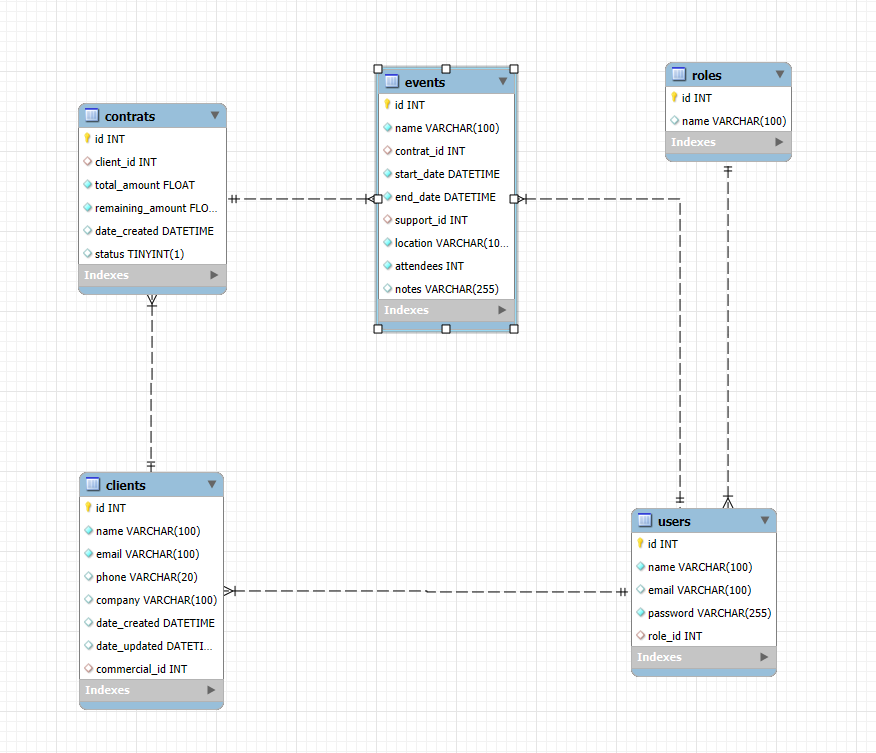 contrats
id INT
client_id INT
total_amount FLOAT
remaining_amount FLO...
date_created DATETIME
status TINYINT(1)
Indexes
events
id INT
name VARCHAR(100)
contrat_id INT
start_date DATETIME
end_date DATETIME
support_id INT
location VARCHAR(10...
attendees INT
notes VARCHAR(255)
Indexes
roles
id INT
name VARCHAR(100)
Indexes
clients
id INT
name VARCHAR(100)
email VARCHAR(100)
phone VARCHAR(20)
company VARCHAR(100)
date_created DATETIME
date_updated DATETI...
commercial_id INT
Indexes
users
id INT
name VARCHAR(100)
email VARCHAR(100)
password VARCHAR(255)
role_id INT
Indexes